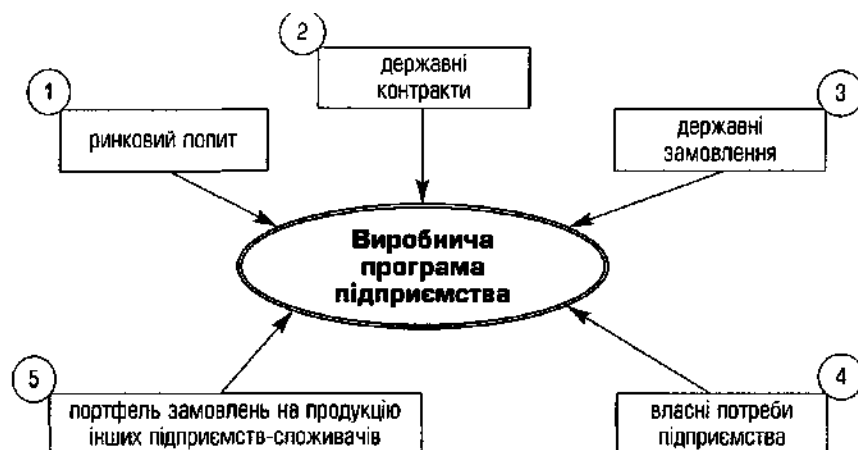 1
ринковий попит
2
державні
контракти
3
державні
замовлення
Виробнича
програма
підприємства
5
портфель замовлень на продукцію
інших підприємств-споживачів
4
власні потреби
підприємства